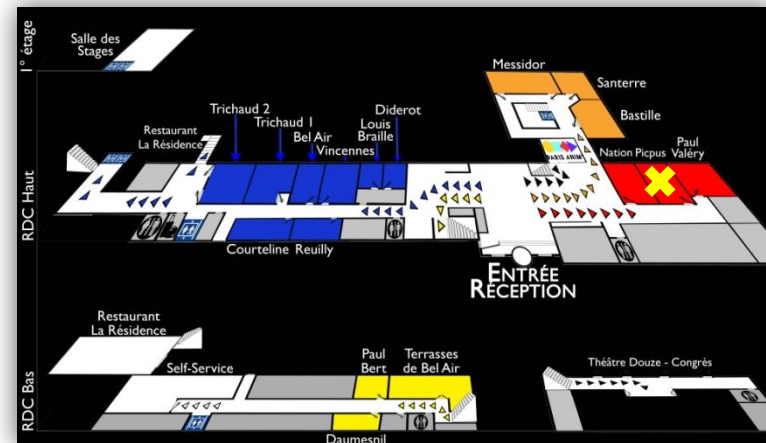 1° étage
Salle des
Stages
Messidor
Santerre
Bastille
Trichaud 2
Trichaud 1
Bel Air
Vincennes
Louis
Braille
Diderot
Restaurant
La Résidence
PARIS ANIM'
Nation Picpus
Paul
Valéry
RDC Haut
Courteline Reuilly
ENTRÉE
RÉCEPTION
Restaurant
La Résidence
Self-Service
Paul
Bert
Terrasses
de Bel Air
Théâtre Douze - Congrès
RDC Bas
Daumesnil